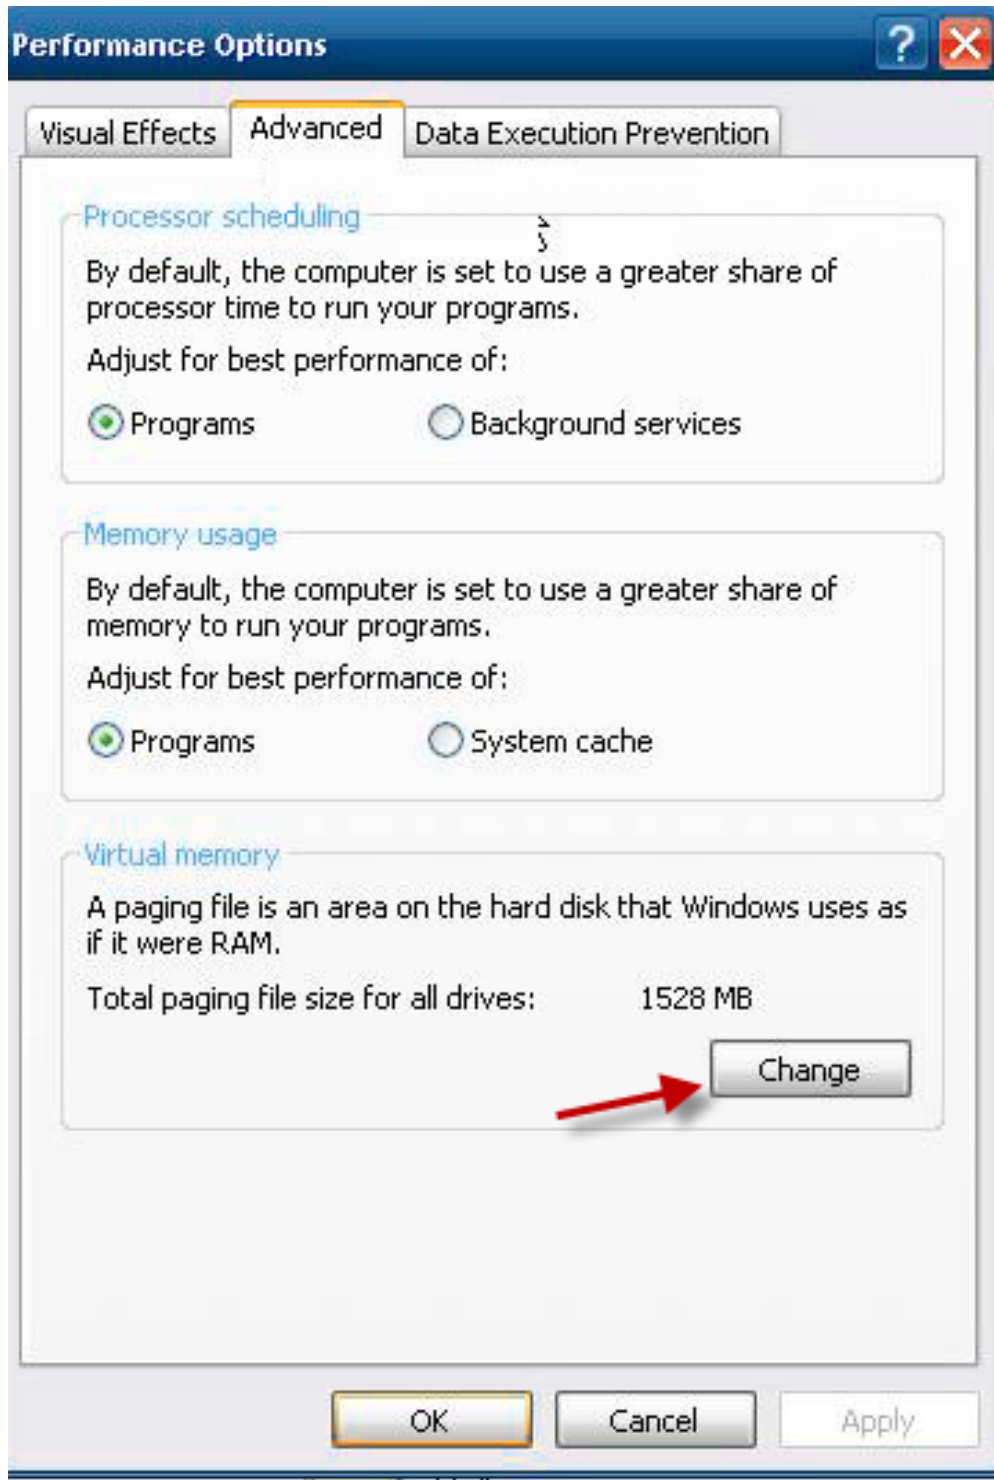 Performance Options
Visual Effects Advanced Data Execution Prevention
Processor scheduling
By default, the computer is set to use a greater share of
processor time to run your programs.
Adjust for best performance of:
Programs Background services
Memory usage
By default, the computer is set to use a greater share of
memory to run your programs.
Adjust for best performance of:
Programs System cache
Virtual memory
A paging file is an area on the hard disk that Windows uses as
if it were RAM.
Total paging file size for all drives: 1528 MB
Change
OK Cancel Apply